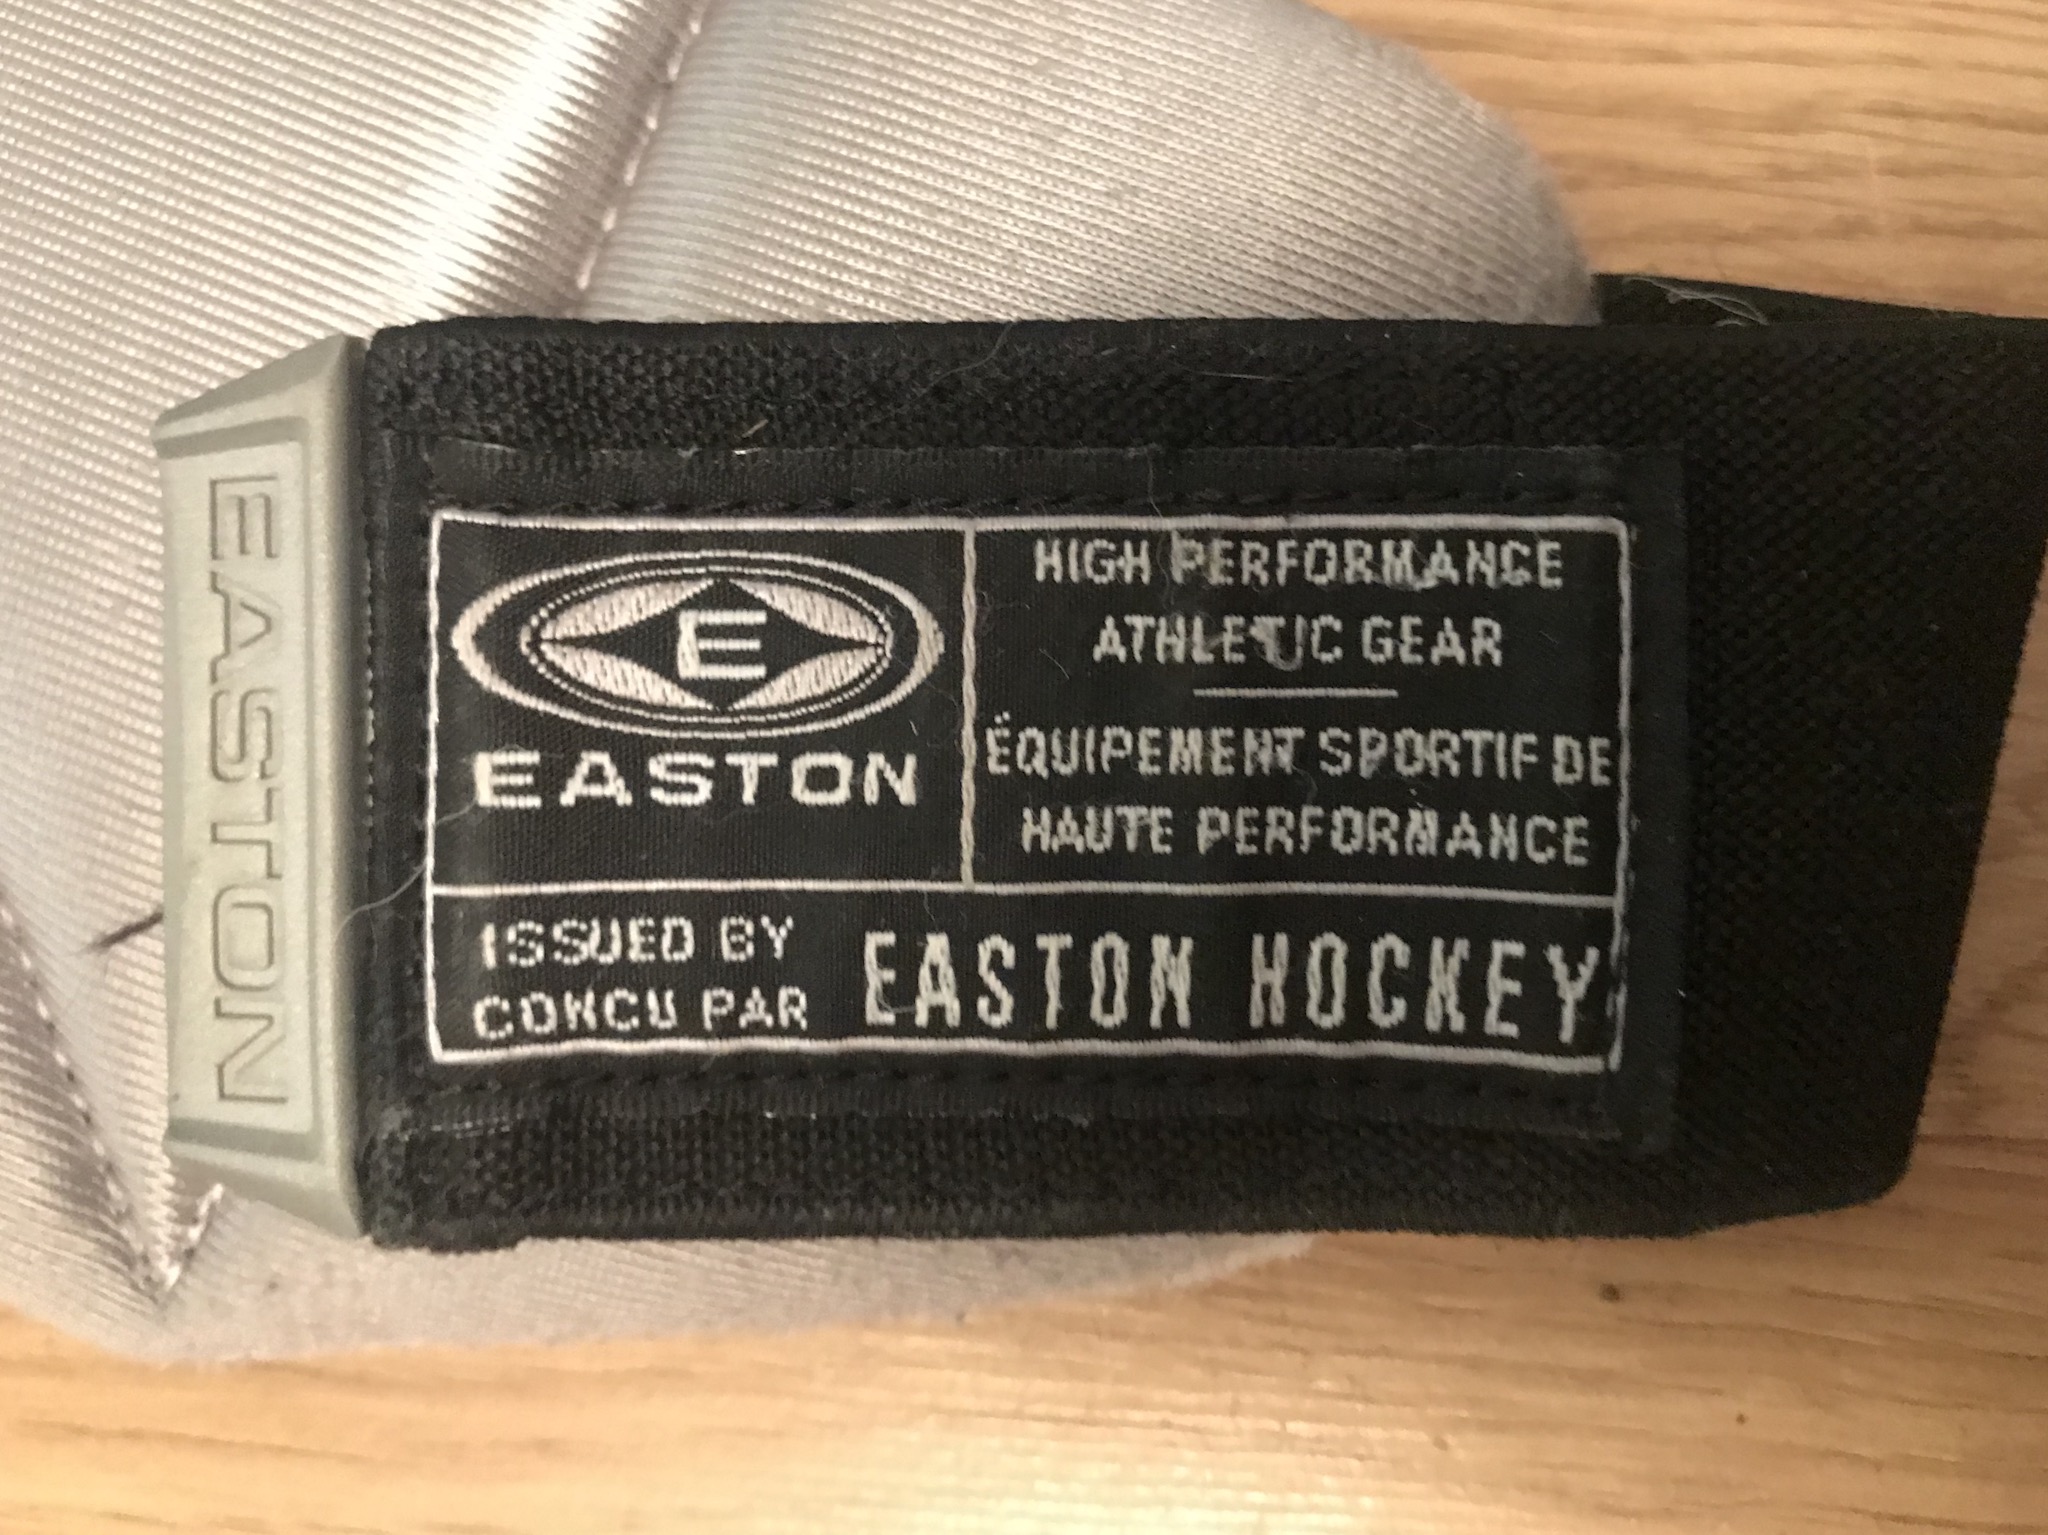 EASTON
E
EASTON
HIGH PERFORMANCE
ATHLETIC GEAR
ÉQUIPEMENT SPORTIF DE
HAUTE PERFORMANCE
ISSUED BY
CONCU PAR
EASTON HOCKEY